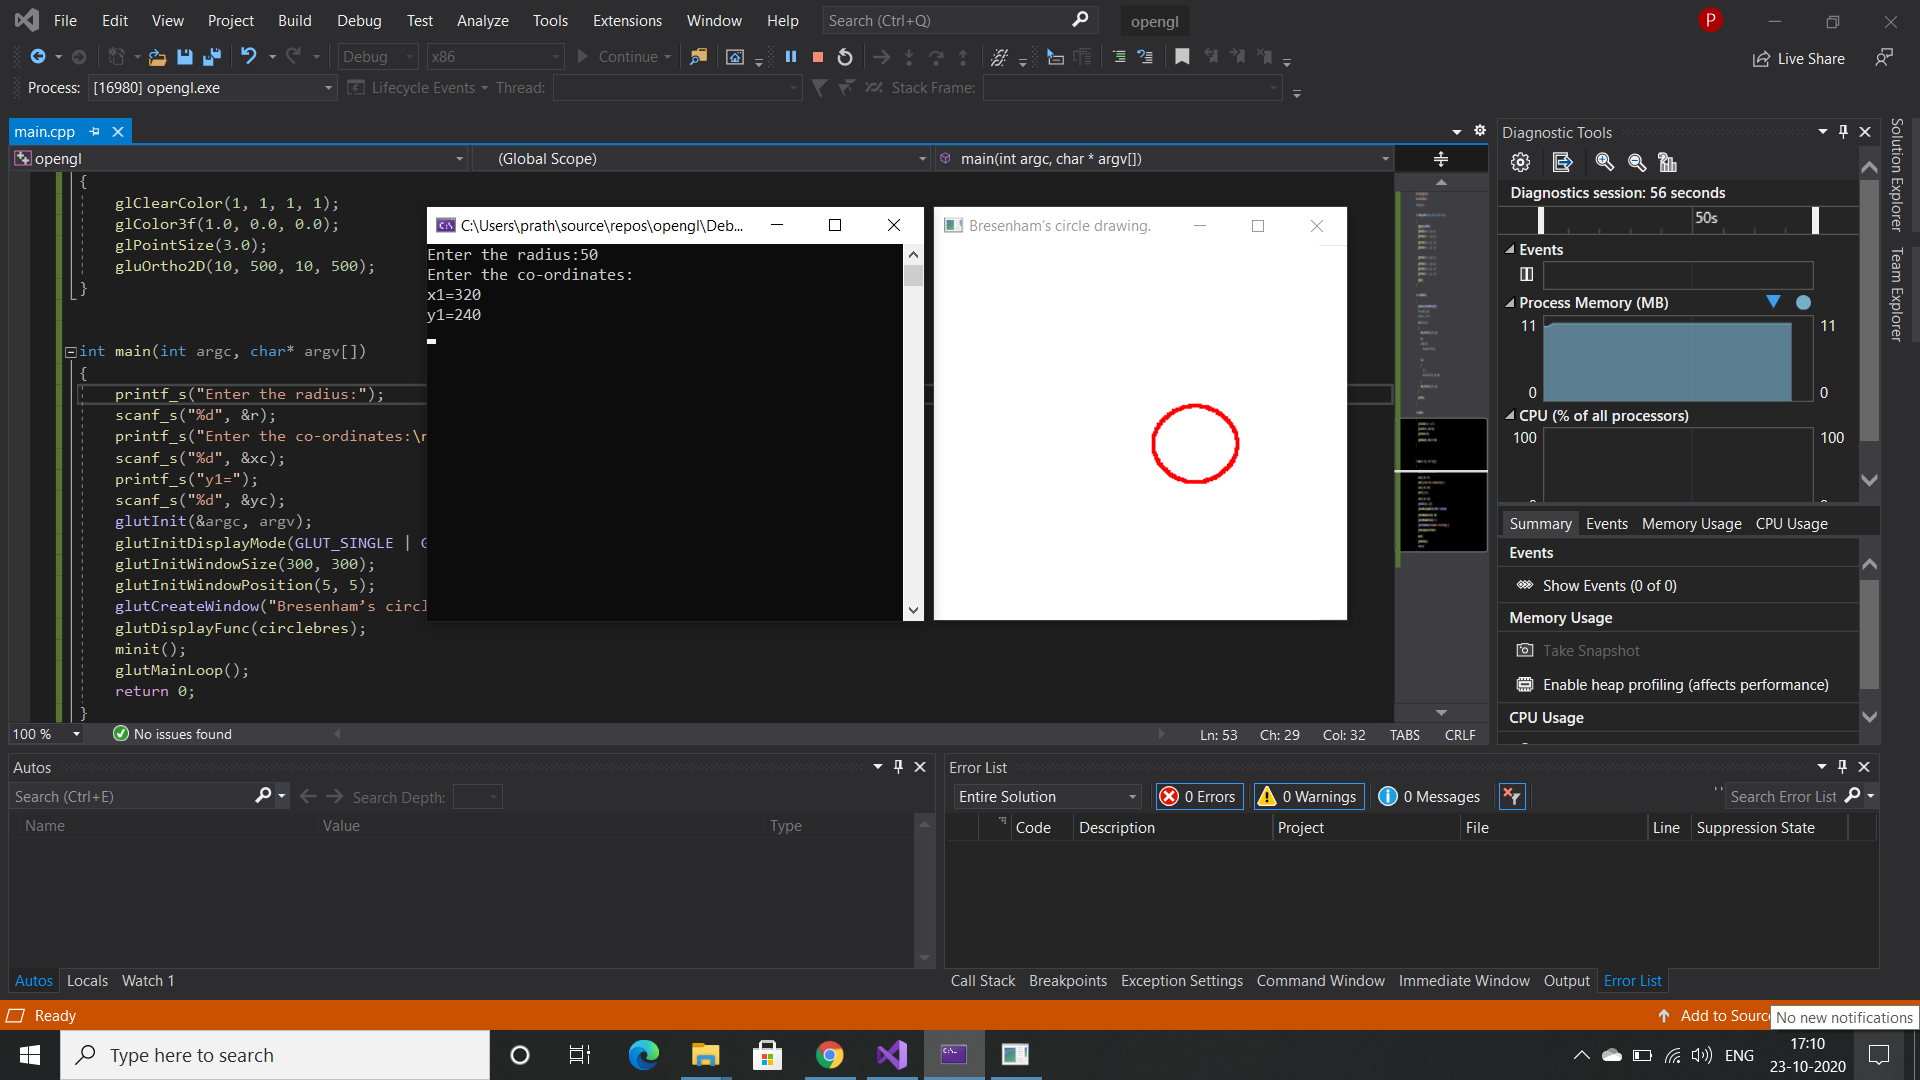 File Edit View Project Build Debug Test Analyze Tools Extensions Window Help Search (Ctrl+Q) opengl P
Debug x86 Continue Live Share
Process: [16980] opengl.exe Lifecycle Events Thread: Stack Frame:
main.cpp
opengl (Global Scope) main(int argc, char * argv[])
{
glClearColor(1, 1, 1, 1);
glColor3f(1.0, 0.0, 0.0);
glPointSize(3.0);
gluOrtho2D(10, 500, 10, 500);
}
int main(int argc, char* argv[])
{
printf_s("Enter the radius:");
scanf_s("%d", &r);
printf_s("Enter the co-ordinates:\n
scanf_s("%d", &xc);
printf_s("y1=");
scanf_s("%d", &yc);
glutInit(&argc, argv);
glutInitDisplayMode(GLUT_SINGLE | G
glutInitWindowSize(300, 300);
glutInitWindowPosition(5, 5);
glutCreateWindow("Bresenham's circl
glutDisplayFunc(circlebres);
minit();
glutMainLoop();
return 0;
}
C:\Users\prath\source\repos\opengl\Deb...
Enter the radius:50
Enter the co-ordinates:
x1=320
y1=240
Bresenham's circle drawing.
100 % No issues found Ln: 53 Ch: 29 Col: 32 TABS CRLF
Diagnostic Tools
Diagnostics session: 56 seconds
50s
Events
Process Memory (MB)
11 11
0 0
CPU (% of all processors)
100 100
Summary Events Memory Usage CPU Usage
Events
Show Events (0 of 0)
Memory Usage
Take Snapshot
Enable heap profiling (affects performance)
CPU Usage
Solution Explorer
Team Explorer
Autos
Search (Ctrl+E) Search Depth:
Name Value Type
Autos Locals Watch 1
Error List
Entire Solution 0 Errors 0 Warnings 0 Messages Search Error List
Code Description Project File Line Suppression State
Call Stack Breakpoints Exception Settings Command Window Immediate Window Output Error List
Ready Add to Sourc No new notifications
Type here to search
ENG 17:10
23-10-2020